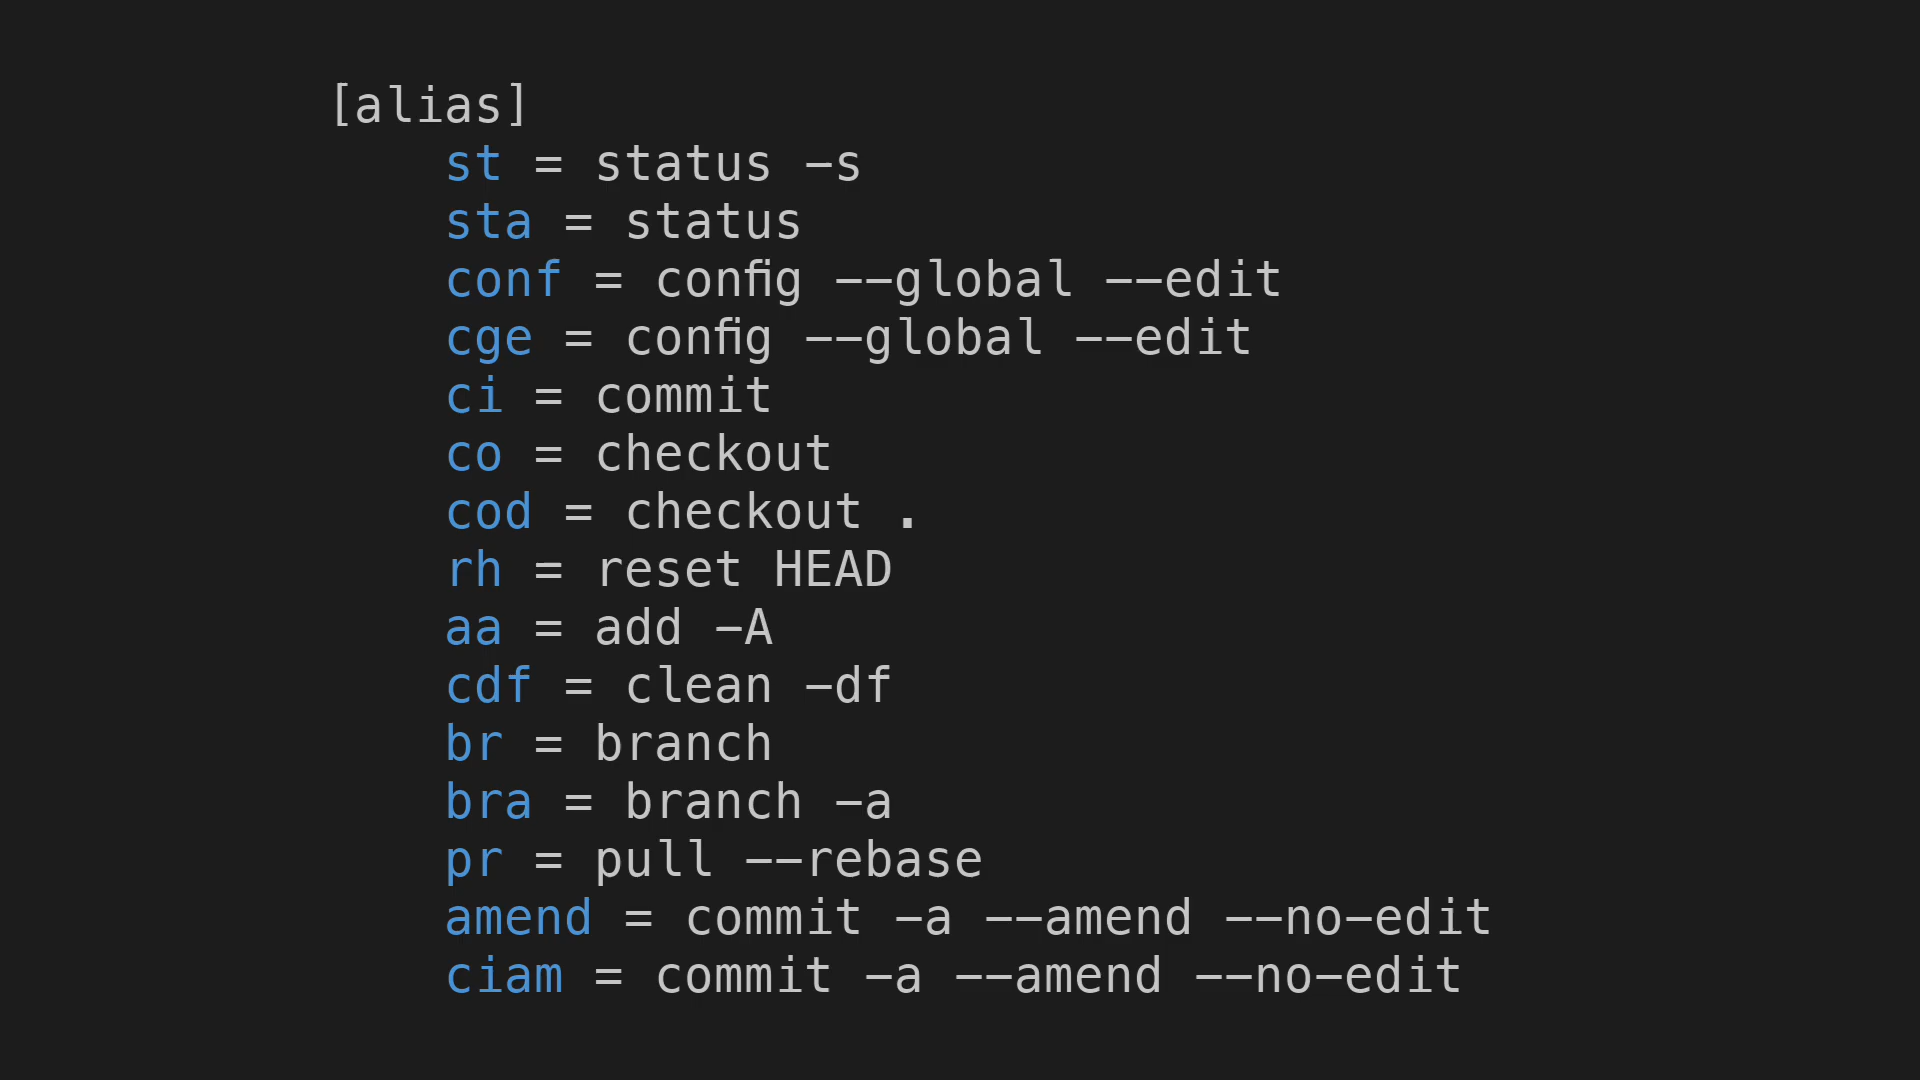 [alias]
st = status -s
sta = status
conf = config --global --edit
cge = config --global --edit
ci = commit
co = checkout
cod = checkout .
rh = reset HEAD
aa = add -A
cdf = clean -df
br = branch
bra = branch -a
pr = pull --rebase
amend = commit -a --amend --no-edit
ciam = commit -a --amend --no-edit